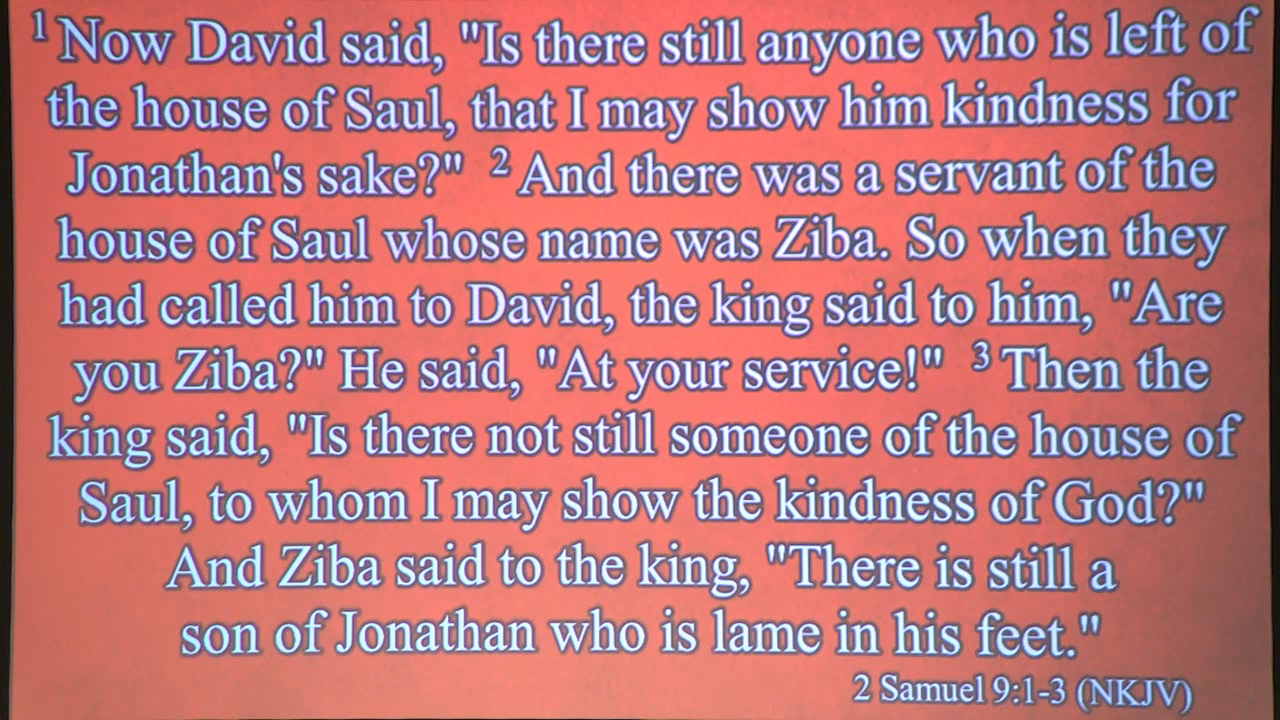 1 Now David said, "Is there still anyone who is left of
the house of Saul, that I may show him kindness for
Jonathan's sake?" 2 And there was a servant of the
house of Saul whose name was Ziba. So when they
had called him to David, the king said to him, "Are
you Ziba?" He said, "At your service!" 3 Then the
king said, "Is there not still someone of the house of
Saul, to whom I may show the kindness of God?"
And Ziba said to the king, "There is still a
son of Jonathan who is lame in his feet."
2 Samuel 9:1-3 (NKJV)